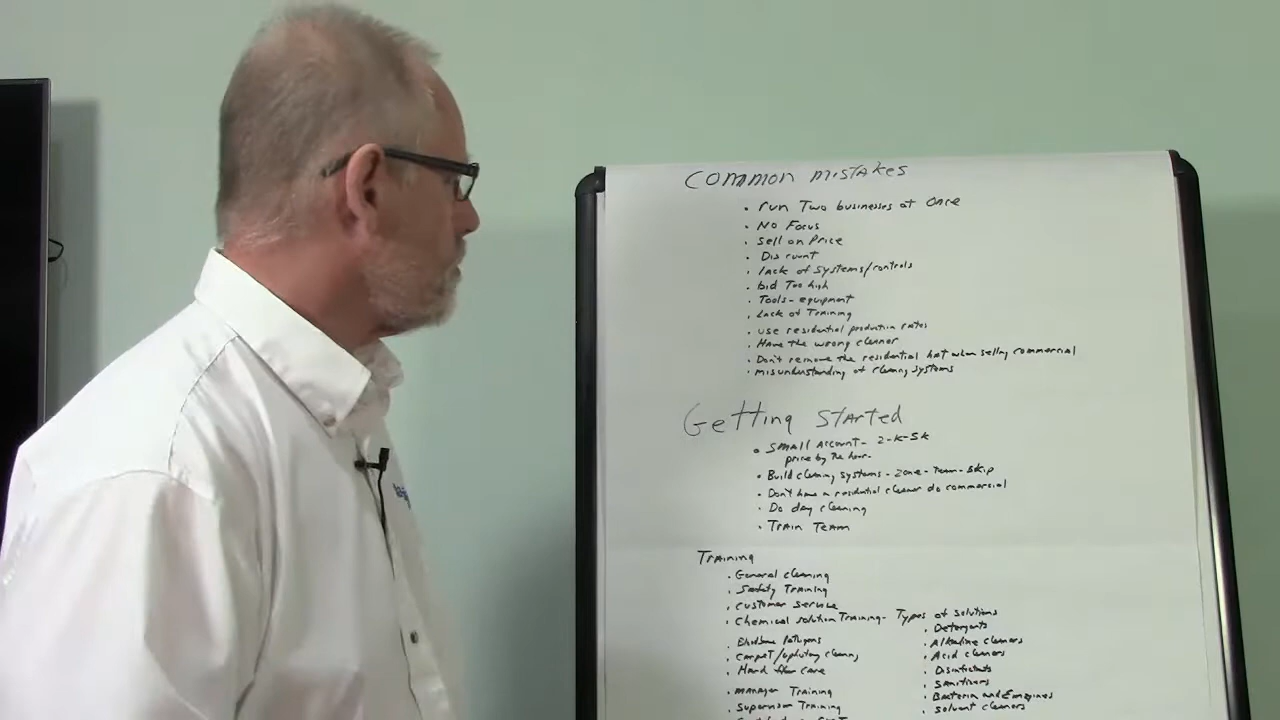 Common mistakes
• run Two businesses at Once
• No Focus
• Sell on Price
• Discount
• lack of systems/controls
• bid Too high
• Tools - equipment
• Lack of Training
• use residential production rates
• Have the wrong cleaner
• Don't remove the residential hat when selling commercial
• misunderstanding of cleaning systems
Getting Started
• Small Account - 2-K-5K
price by the hour -
• Build cleaning systems - zone - Team - Skip
• Don't have a residential cleaner do commercial
• Do day cleaning
• Train Team
Training
• General cleaning
• Safety Training
• customer service
• Chemical solution Training - Types of solutions
• Detergents
• Alkaline cleaners
• Acid cleaners
• Disinfectants
• Sanitizers
• Bacteria and Enzymes
• Solvent cleaners
• Pathogens
• carpet/upholstery cleaning
• Hard floor care
• manager Training
• Supervisor Training